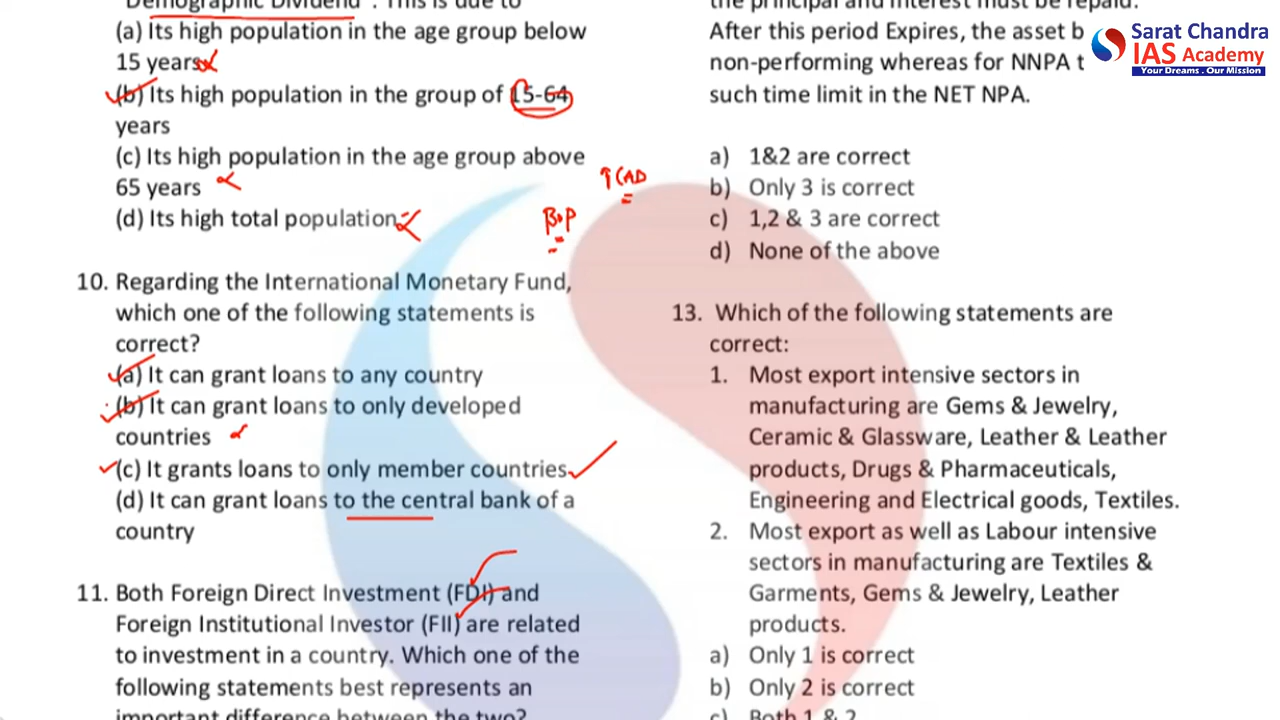 "Demographic Dividend". This is due to
(a) Its high population in the age group below
15 years
(b) Its high population in the group of 15-64
years
(c) Its high population in the age group above
65 years
(d) Its high total population
↑CAD
BOP
10. Regarding the International Monetary Fund,
which one of the following statements is
correct?
(a) It can grant loans to any country
(b) It can grant loans to only developed
countries
(c) It grants loans to only member countries
(d) It can grant loans to the central bank of a
country
11. Both Foreign Direct Investment (FDI) and
Foreign Institutional Investor (FII) are related
to investment in a country. Which one of the
following statements best represents an
important difference between the two?
the principal and interest must be repaid.
After this period Expires, the asset b
non-performing whereas for NNPA t
such time limit in the NET NPA.
a) 1&2 are correct
b) Only 3 is correct
c) 1,2 & 3 are correct
d) None of the above
13. Which of the following statements are
correct:
1. Most export intensive sectors in
manufacturing are Gems & Jewelry,
Ceramic & Glassware, Leather & Leather
products, Drugs & Pharmaceuticals,
Engineering and Electrical goods, Textiles.
2. Most export as well as Labour intensive
sectors in manufacturing are Textiles &
Garments, Gems & Jewelry, Leather
products.
a) Only 1 is correct
b) Only 2 is correct
c) Both 1 & 2
Sarat Chandra
IAS Academy
Your Dreams . Our Mission